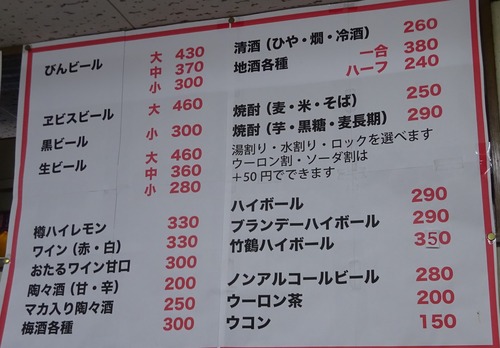 びんビール 大 430
中 370
小 300
ヱビスビール 大 460
小 300
黒ビール
生ビール 大 460
中 360
小 280
樽ハイレモン 330
ワイン(赤・白) 330
おたるワイン甘口 300
陶々酒(甘・辛) 200
マカ入り陶々酒 250
梅酒各種 300
清酒(ひや・燗・冷酒) 260
地酒各種 一合 380
ハーフ 240
焼酎(麦・米・そば) 250
焼酎(芋・黒糖・麦長期) 290
湯割り・水割り・ロックを選べます
ウーロン割・ソーダ割は
+50円でできます
ハイボール 290
ブランデーハイボール 290
竹鶴ハイボール 350
ノンアルコールビール 280
ウーロン茶 200
ウコン 150